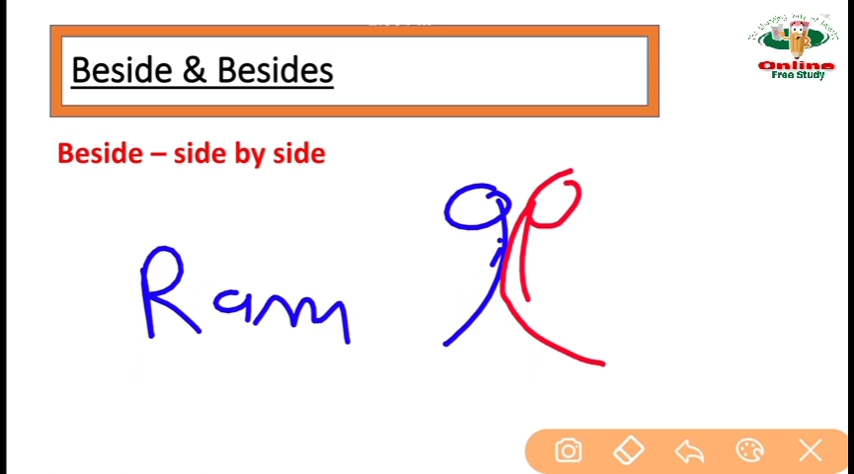 Beside & Besides
Online
Free Study
Beside – side by side
Ram